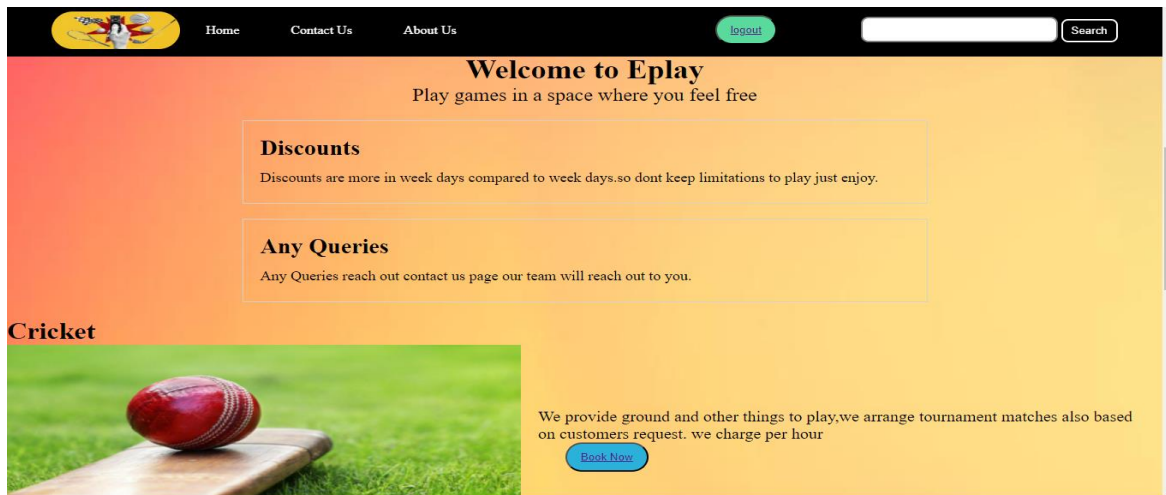 Home Contact Us About Us logout Search
Welcome to Eplay
Play games in a space where you feel free
Discounts
Discounts are more in week days compared to week days.so dont keep limitations to play just enjoy.
Any Queries
Any Queries reach out contact us page our team will reach out to you.
Cricket
We provide ground and other things to play,we arrange tournament matches also based
on customers request. we charge per hour
Book Now